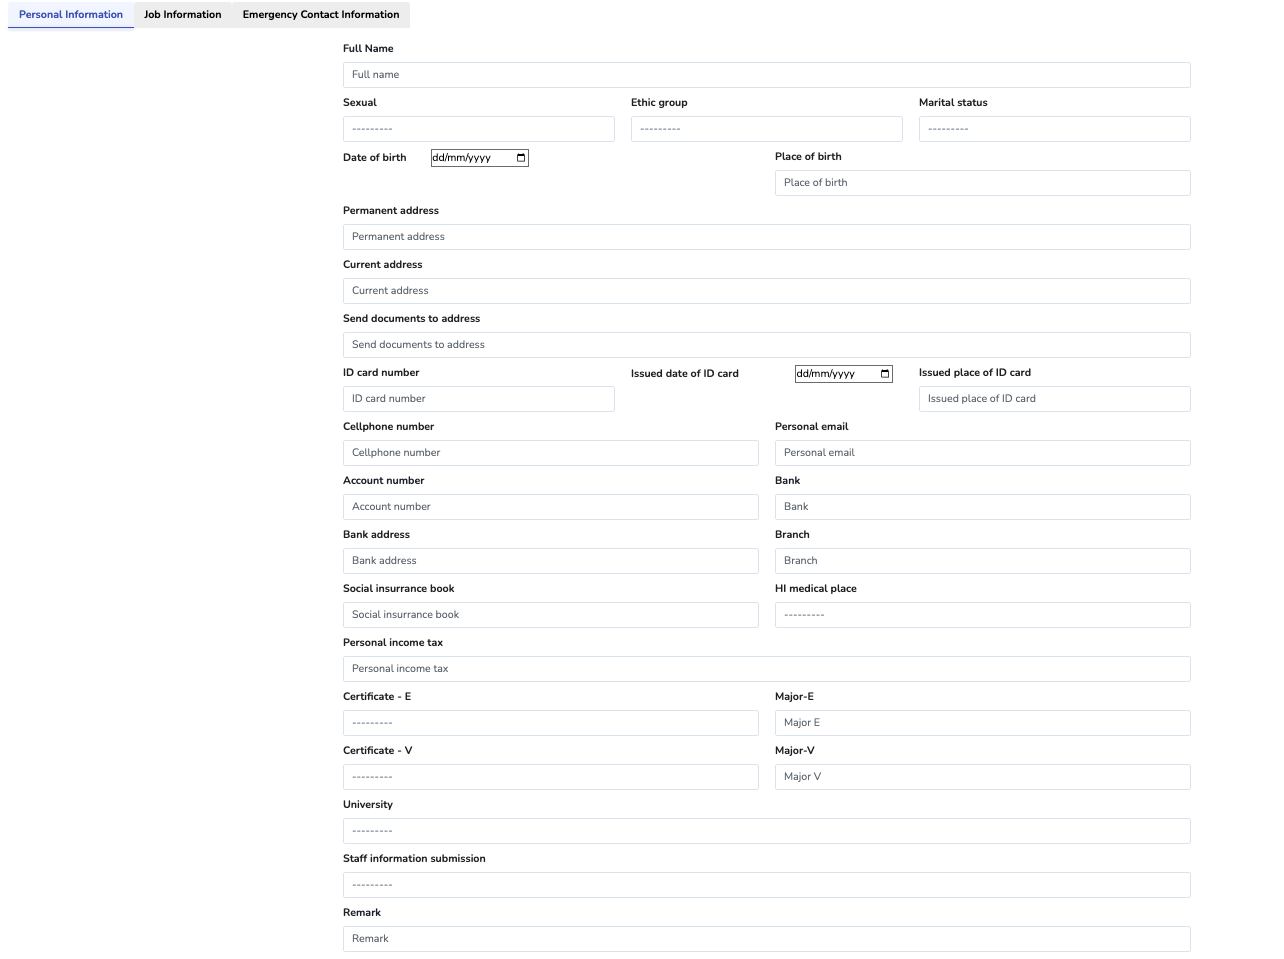 Personal Information Job Information Emergency Contact Information
Full Name
Full name
Sexual Ethic group Marital status
--------- --------- ---------
Date of birth dd/mm/yyyy Place of birth
Place of birth
Permanent address
Permanent address
Current address
Current address
Send documents to address
Send documents to address
ID card number Issued date of ID card dd/mm/yyyy Issued place of ID card
ID card number Issued place of ID card
Cellphone number Personal email
Cellphone number Personal email
Account number Bank
Account number Bank
Bank address Branch
Bank address Branch
Social insurrance book HI medical place
Social insurrance book ---------
Personal income tax
Personal income tax
Certificate - E Major-E
--------- Major E
Certificate - V Major-V
--------- Major V
University
---------
Staff information submission
---------
Remark
Remark